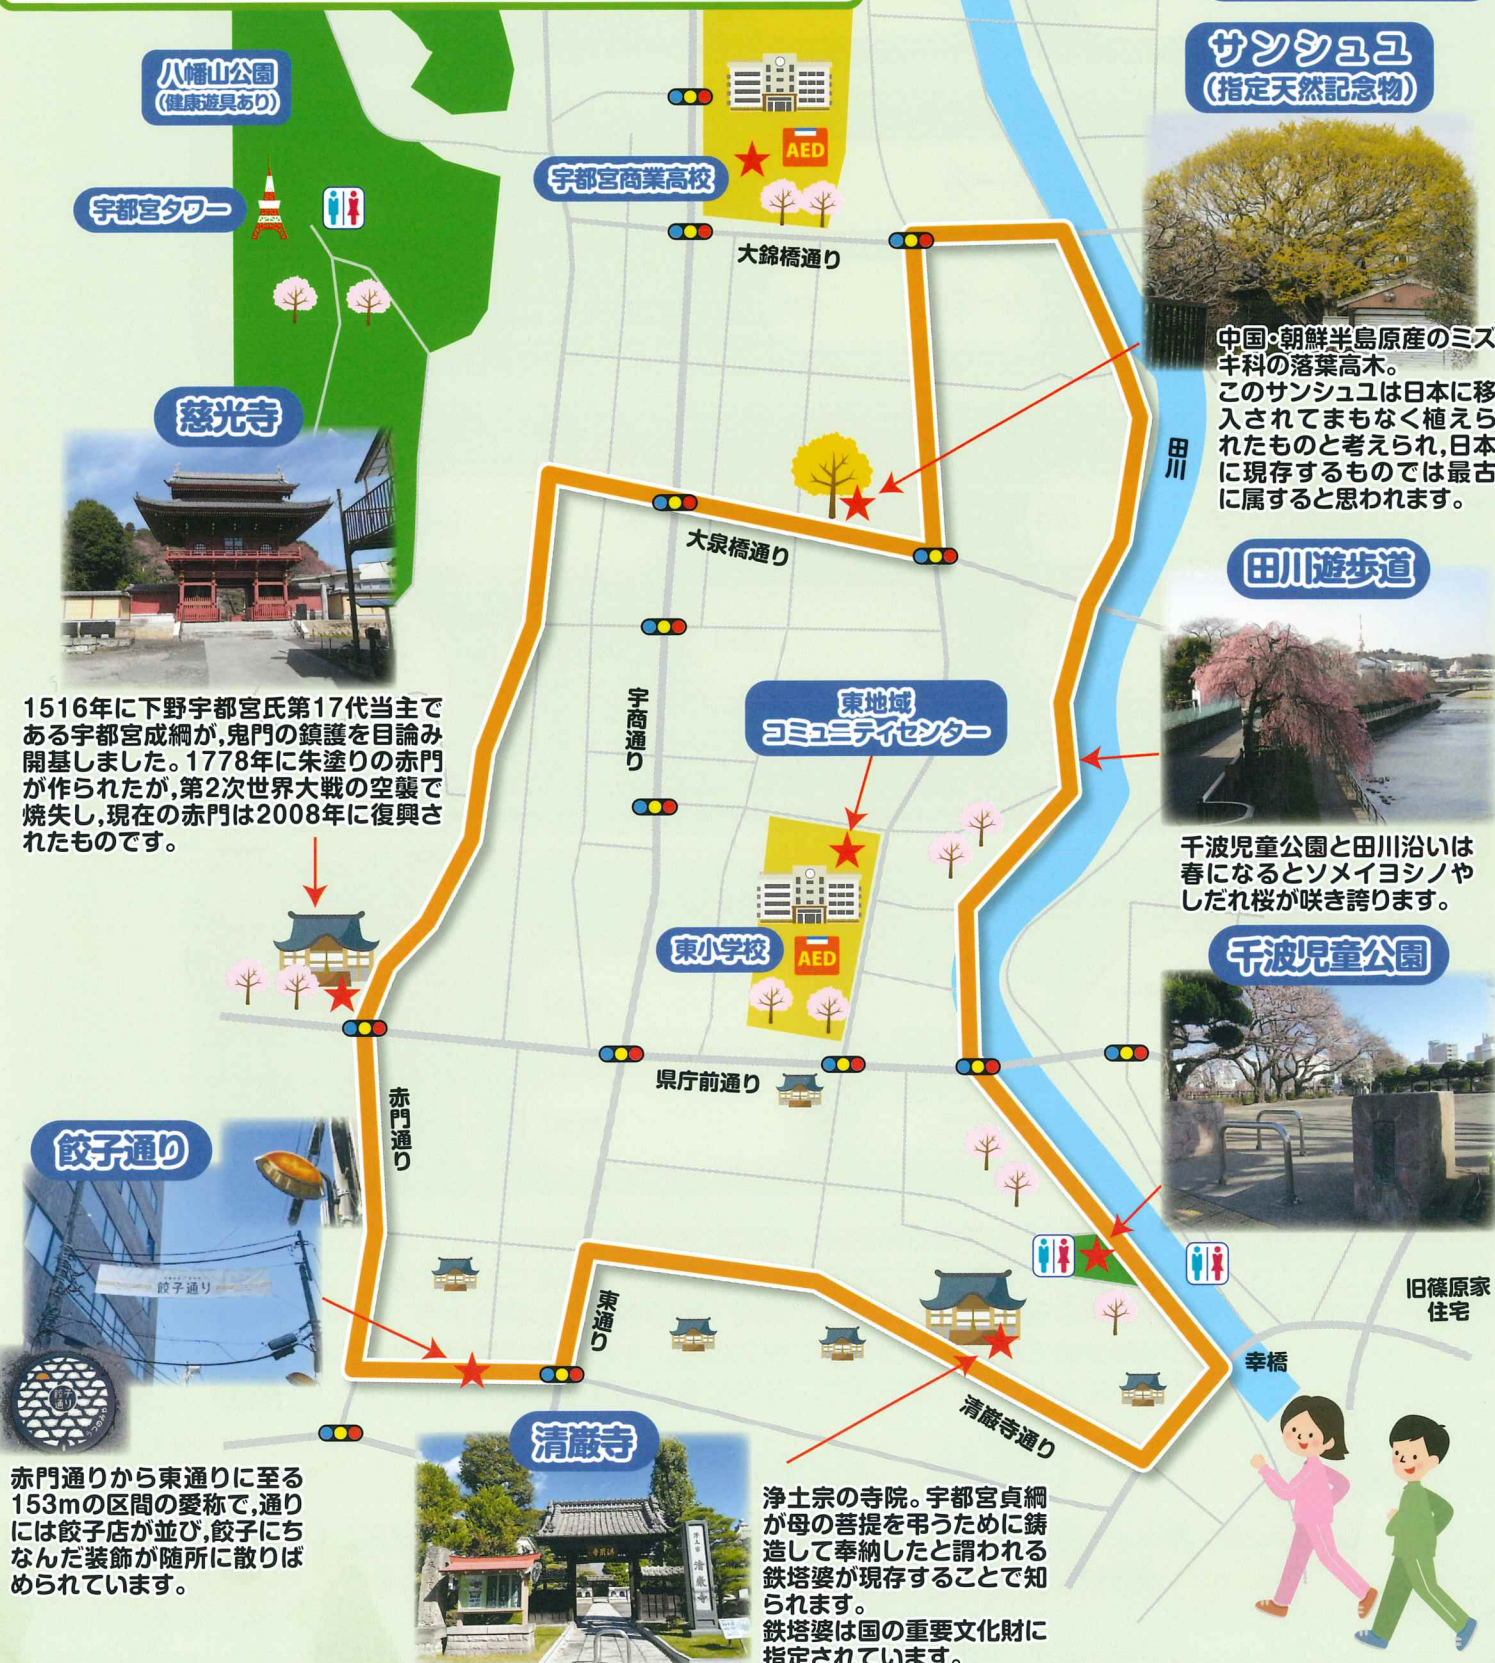 八幡山公園
(健康遊具あり)
宇都宮タワー
宇都宮商業高校
AED
大錦橋通り
サンシュユ
(指定天然記念物)
中国・朝鮮半島原産のミズ
キ科の落葉高木。
このサンシュユは日本に移
入されてまもなく植えら
れたものと考えられ,日本
に現存するものでは最古
に属すると思われます。
田川
慈光寺
1516年に下野宇都宮氏第17代当主で
ある宇都宮成綱が,鬼門の鎮護を目論み
開基しました。1778年に朱塗りの赤門
が作られたが,第2次世界大戦の空襲で
焼失し,現在の赤門は2008年に復興さ
れたものです。
大泉橋通り
宇商通り
東地域
コミュニティセンター
東小学校
AED
田川遊歩道
千波児童公園と田川沿いは
春になるとソメイヨシノや
しだれ桜が咲き誇ります。
千波児童公園
県庁前通り
赤門通り
餃子通り
餃子通り
餃子通り
赤門通りから東通りに至る
153mの区間の愛称で,通り
には餃子店が並び,餃子にち
なんだ装飾が随所に散りば
められています。
東通り
清巌寺通り
幸橋
旧篠原家
住宅
清巌寺
清巌寺
浄土宗の寺院。宇都宮貞綱
が母の菩提を弔うために鋳
造して奉納したと謂われる
鉄塔婆が現存することで知
られます。
鉄塔婆は国の重要文化財に
指定されています。